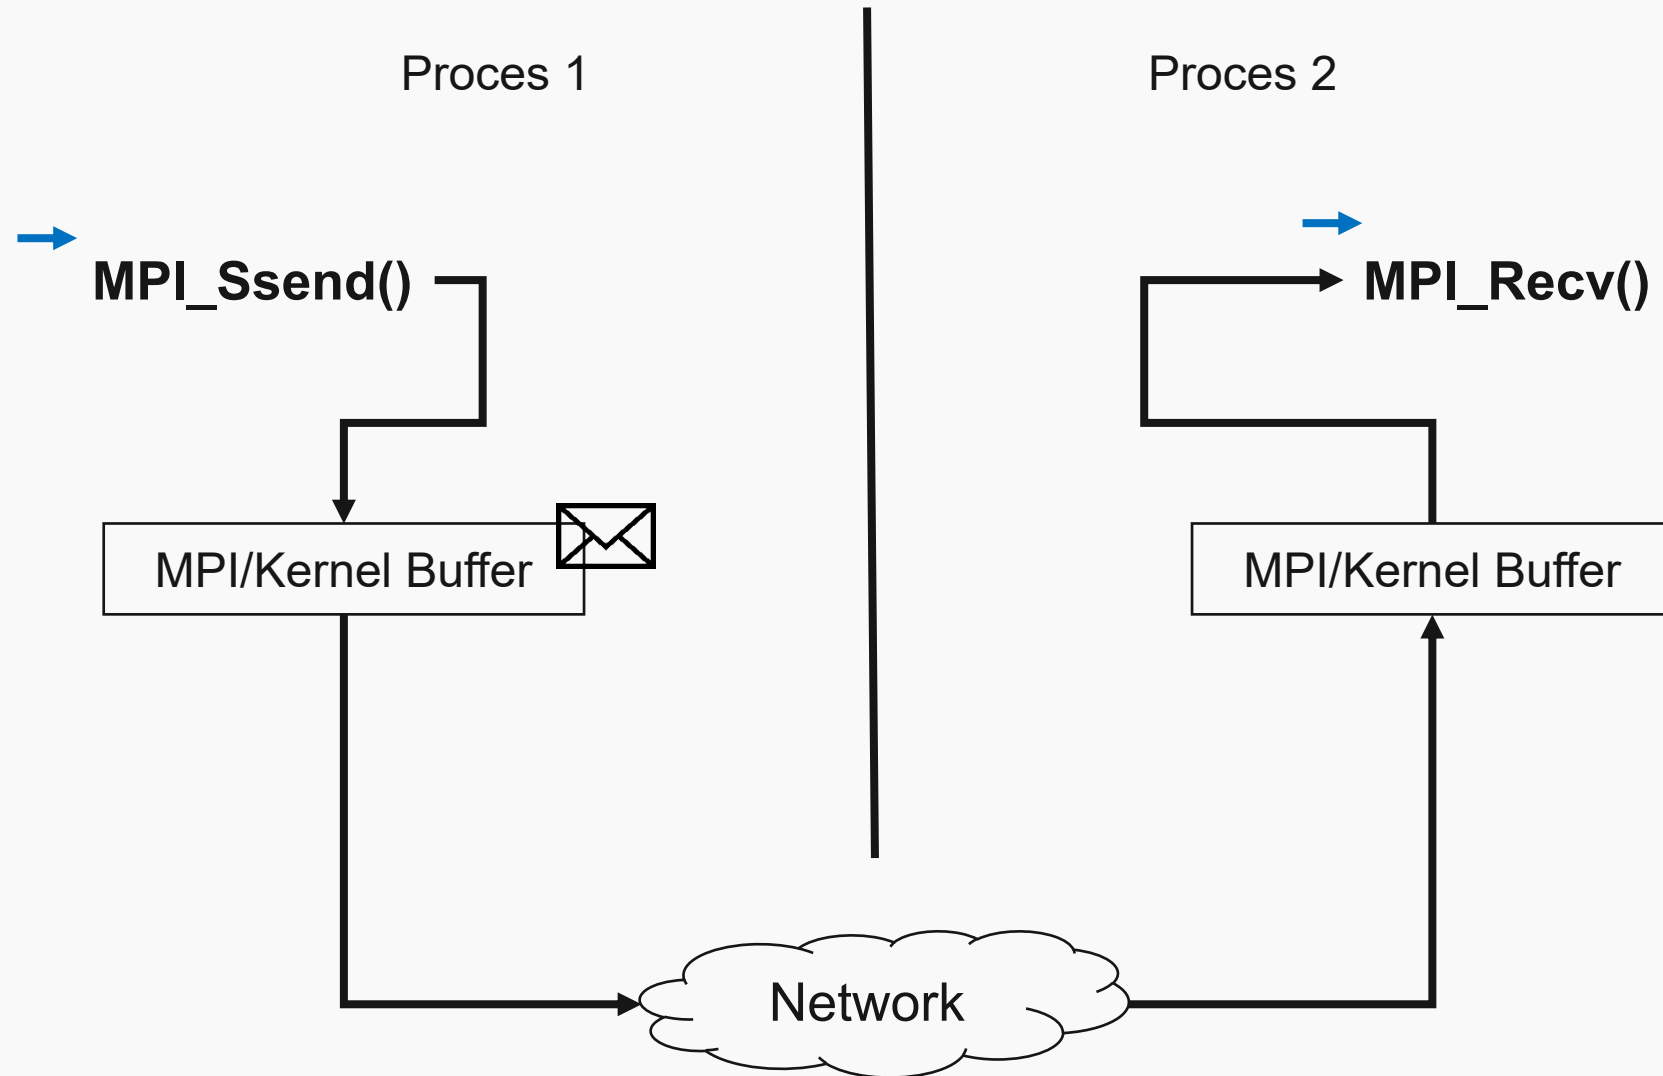 Proces 1
Proces 2
MPI_Ssend()
MPI_Recv()
MPI/Kernel Buffer
MPI/Kernel Buffer
Network